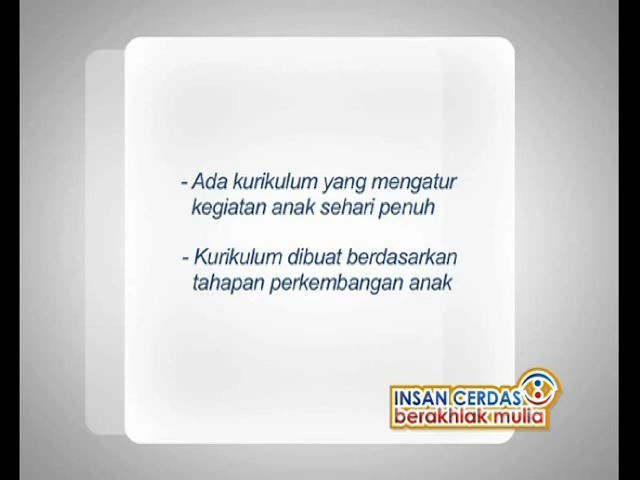 - Ada kurikulum yang mengatur
kegiatan anak sehari penuh
- Kurikulum dibuat berdasarkan
tahapan perkembangan anak
INSAN CERDAS
berakhlak mulia